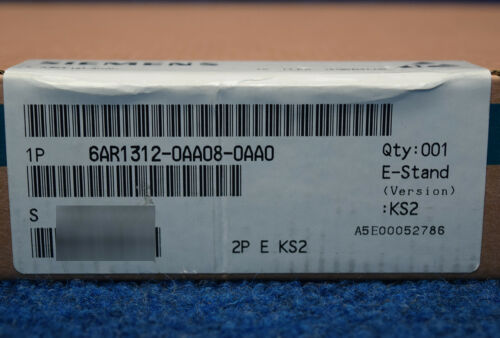 SIEMENS
1P 6AR1312-0AA08-0AA0
Qty:001
E-Stand
(Version)
:KS2
S
2P E KS2
A5E00052786